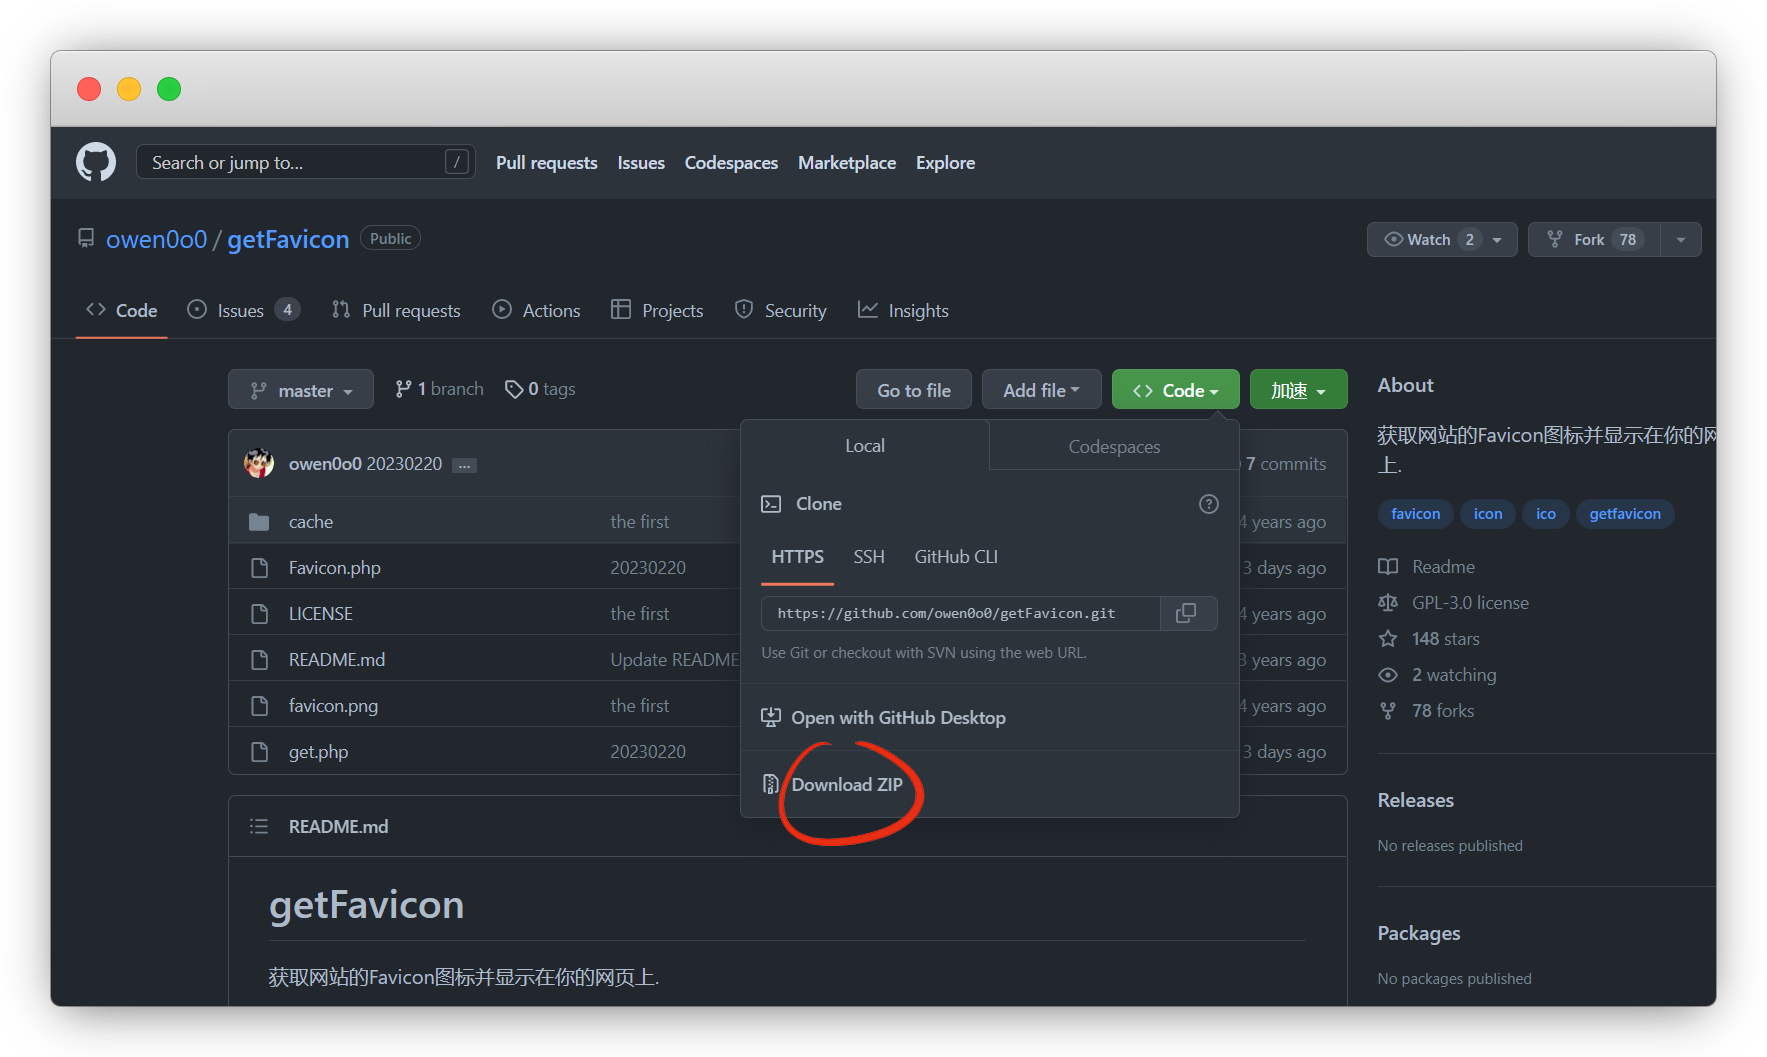 Search or jump to... /
Pull requests Issues Codespaces Marketplace Explore
owen0o0 / getFavicon Public
Watch 2
Fork 78
Code Issues 4 Pull requests Actions Projects Security Insights
master 1 branch 0 tags
Go to file Add file Code 加速
owen0o0 20230220 ...
7 commits
cache the first 4 years ago
Favicon.php 20230220 3 days ago
LICENSE the first 4 years ago
README.md Update README 3 years ago
favicon.png the first 4 years ago
get.php 20230220 3 days ago
Local Codespaces
Clone ?
HTTPS SSH GitHub CLI
https://github.com/owen0o0/getFavicon.git
Use Git or checkout with SVN using the web URL.
Open with GitHub Desktop
Download ZIP
README.md
getFavicon
获取网站的Favicon图标并显示在你的网页上.
About
获取网站的Favicon图标并显示在你的网
上.
favicon icon ico getfavicon
Readme
GPL-3.0 license
148 stars
2 watching
78 forks
Releases
No releases published
Packages
No packages published